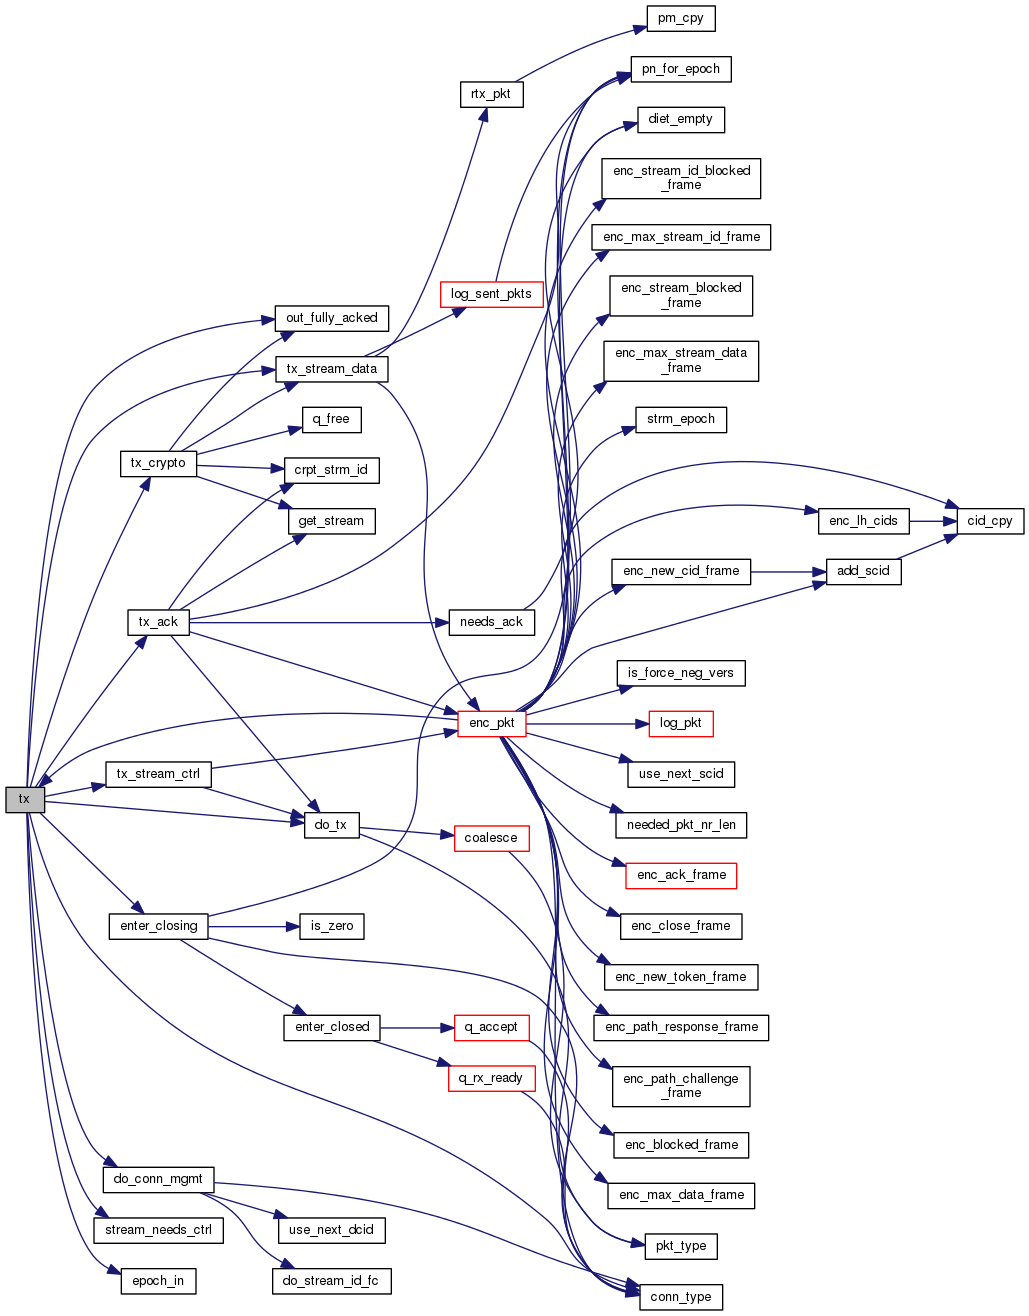 pm_cpy
pn_for_epoch
rtx_pkt
diet_empty
enc_stream_id_blocked
_frame
enc_max_stream_id_frame
enc_stream_blocked
_frame
log_sent_pkts
out_fully_acked
enc_max_stream_data
_frame
tx_stream_data
q_free
strm_epoch
tx_crypto
crpt_strm_id
get_stream
enc_lh_cids
cid_cpy
enc_new_cid_frame
add_scid
tx_ack
needs_ack
is_force_neg_vers
enc_pkt
log_pkt
tx_stream_ctrl
use_next_scid
tx
do_tx
needed_pkt_nr_len
coalesce
enc_ack_frame
enter_closing
is_zero
enc_close_frame
enc_new_token_frame
enter_closed
q_accept
enc_path_response_frame
q_rx_ready
enc_path_challenge
_frame
enc_blocked_frame
do_conn_mgmt
enc_max_data_frame
stream_needs_ctrl
use_next_dcid
pkt_type
epoch_in
do_stream_id_fc
conn_type